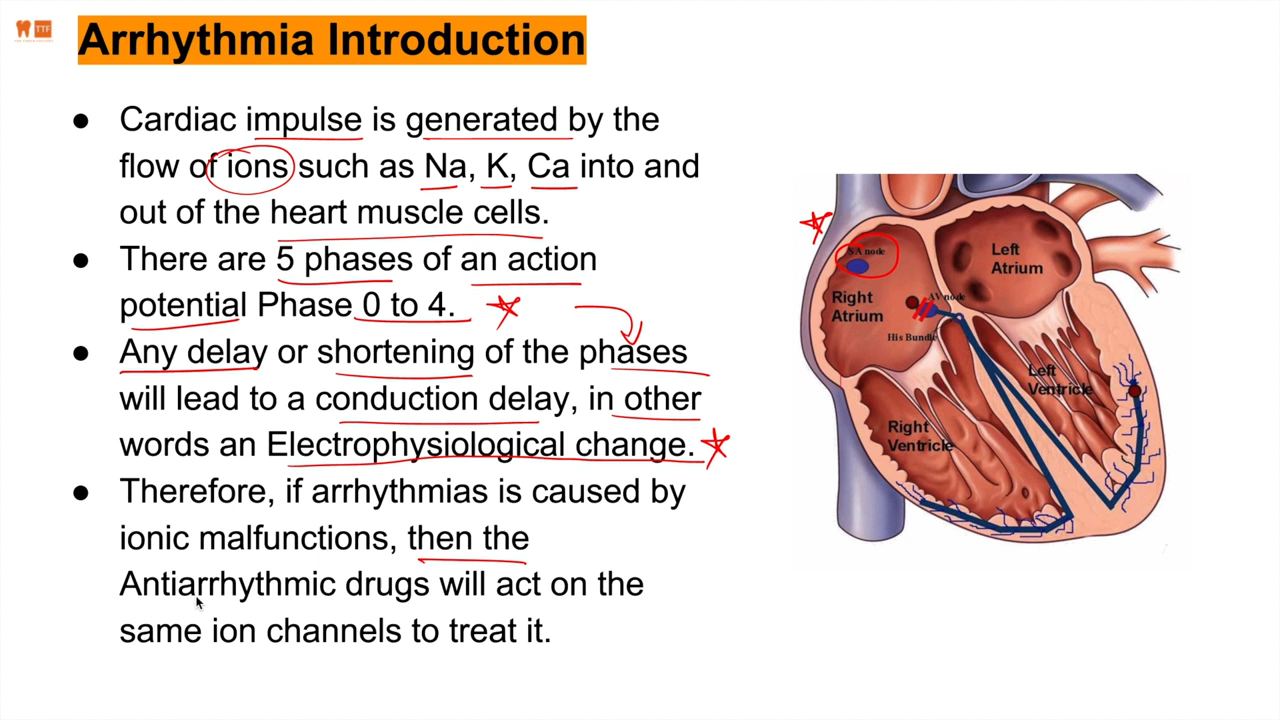 TTF
Arrhythmia Introduction
● Cardiac impulse is generated by the
flow of ions such as Na, K, Ca into and
out of the heart muscle cells.
● There are 5 phases of an action
potential Phase 0 to 4.
● Any delay or shortening of the phases
will lead to a conduction delay, in other
words an Electrophysiological change.
● Therefore, if arrhythmias is caused by
ionic malfunctions, then the
Antiarrhythmic drugs will act on the
same ion channels to treat it.
SA node
Left
Atrium
Right
Atrium
AV node
His Bundle
Left
Ventricle
Right
Ventricle